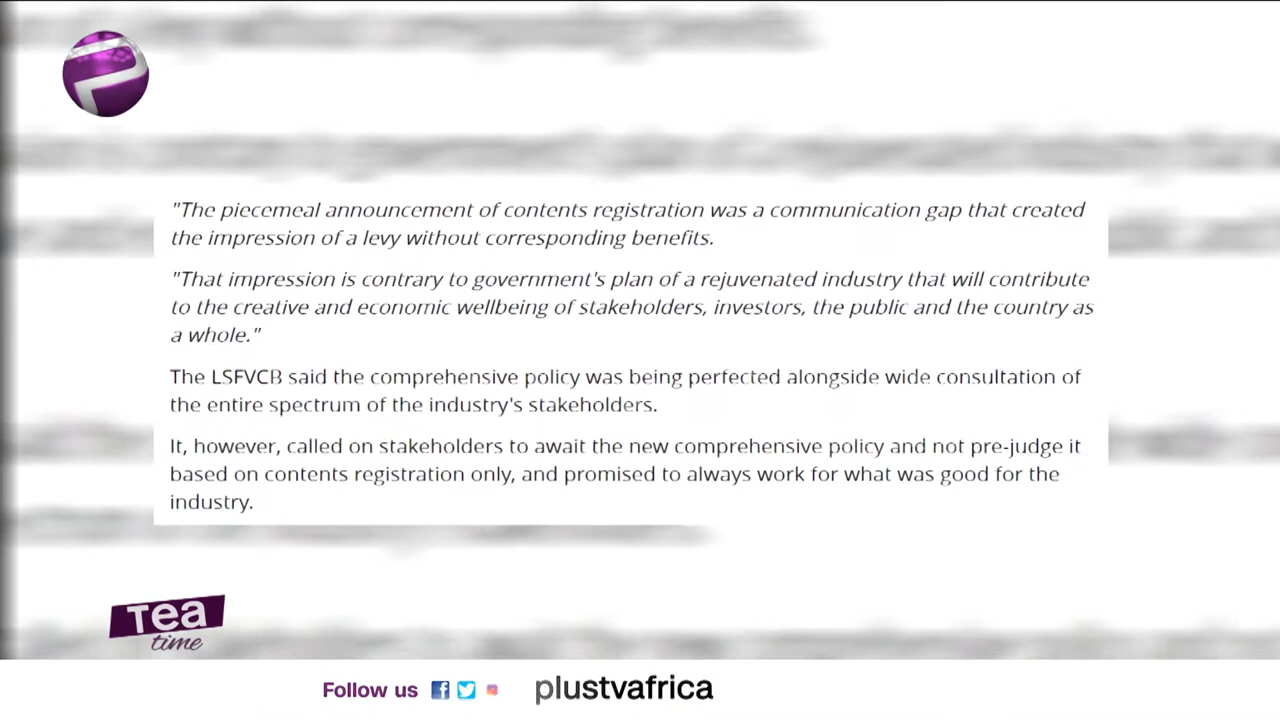 "The piecemeal announcement of contents registration was a communication gap that created
the impression of a levy without corresponding benefits.
"That impression is contrary to government's plan of a rejuvenated industry that will contribute
to the creative and economic wellbeing of stakeholders, investors, the public and the country as
a whole."
The LSFVCB said the comprehensive policy was being perfected alongside wide consultation of
the entire spectrum of the industry's stakeholders.
It, however, called on stakeholders to await the new comprehensive policy and not pre-judge it
based on contents registration only, and promised to always work for what was good for the
industry.
Tea
time
Follow us plustvafrica